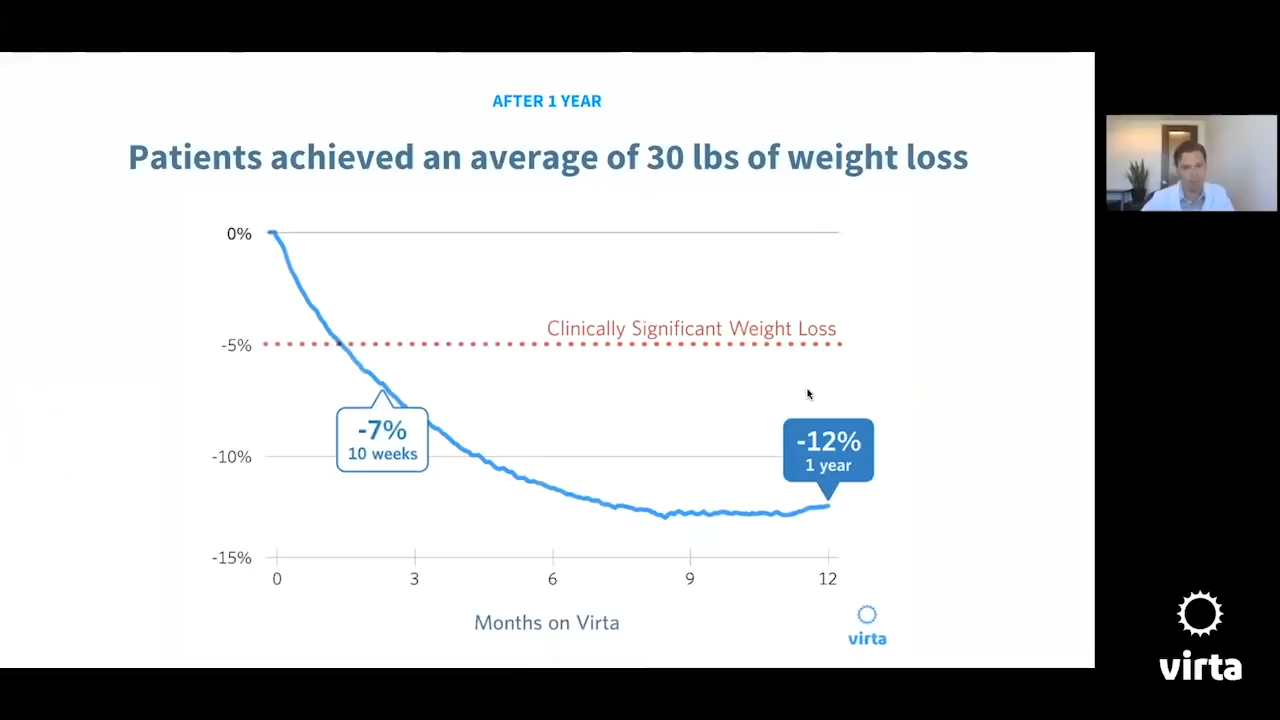 AFTER 1 YEAR
Patients achieved an average of 30 lbs of weight loss
0%
Clinically Significant Weight Loss
-5%
-7%
10 weeks
-12%
1 year
-10%
-15%
0 3 6 9 12
Months on Virta
virta
virta